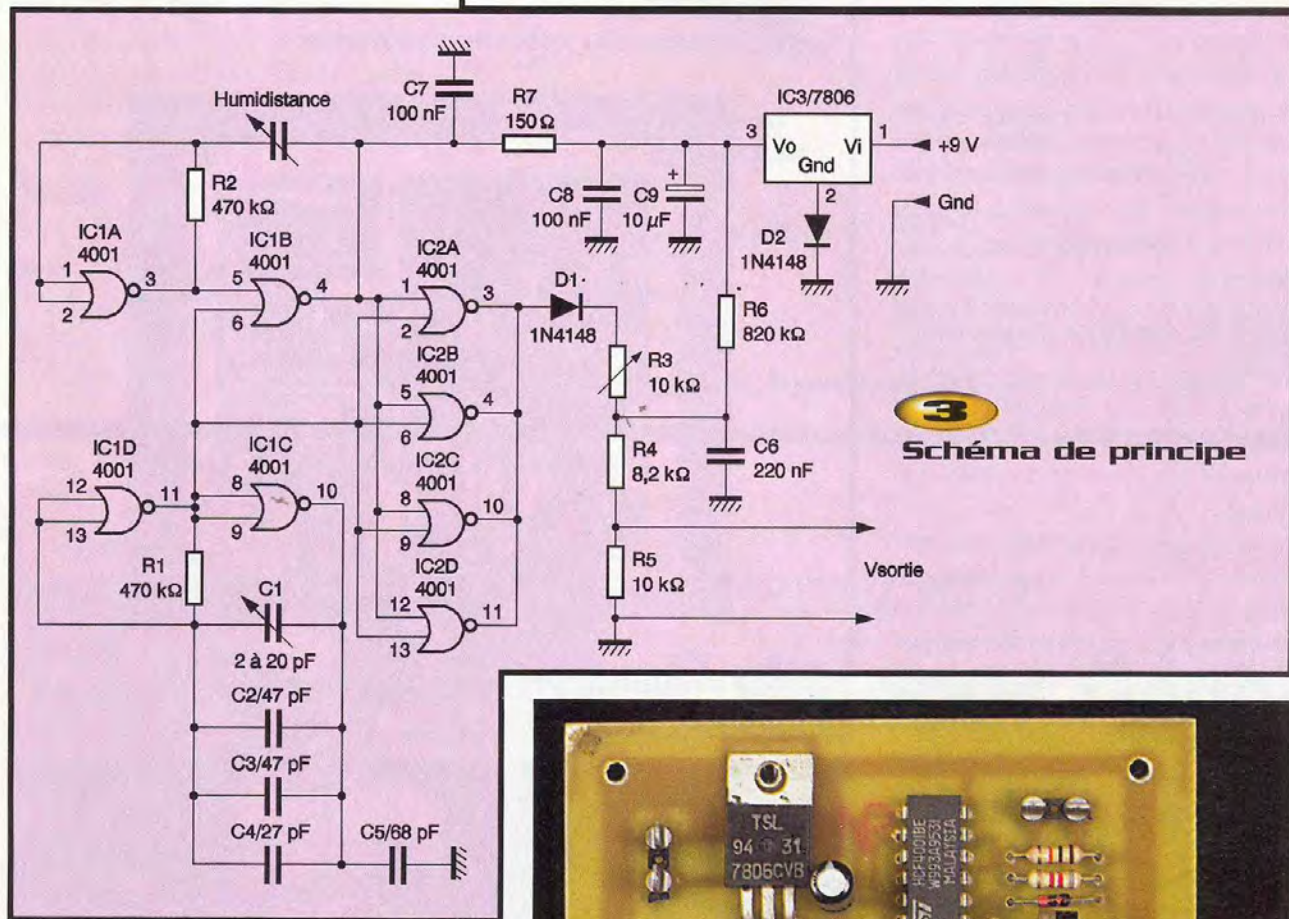 Humidistance
C7
100 nF
R7
150 Ω
IC3/7806
3
Vo
Vi
1
Gnd
2
+9 V
Gnd
R2
470 kΩ
C8
100 nF
+
C9
10 µF
D2
1N4148
IC1A
4001
1
2
3
IC1B
4001
5
6
4
IC2A
4001
1
2
3
D1
1N4148
R6
820 kΩ
R3
10 kΩ
IC2B
4001
5
6
4
3
Schéma de principe
IC1D
4001
12
13
11
IC1C
4001
8
9
10
IC2C
4001
8
9
10
R4
8,2 kΩ
C6
220 nF
R1
470 kΩ
C1
2 à 20 pF
IC2D
4001
12
13
11
R5
10 kΩ
Vsortie
C2/47 pF
C3/47 pF
C4/27 pF
C5/68 pF
TSL
94 31
7806CVB
HCF4001BE
W993A9531
MALAYSIA
ST